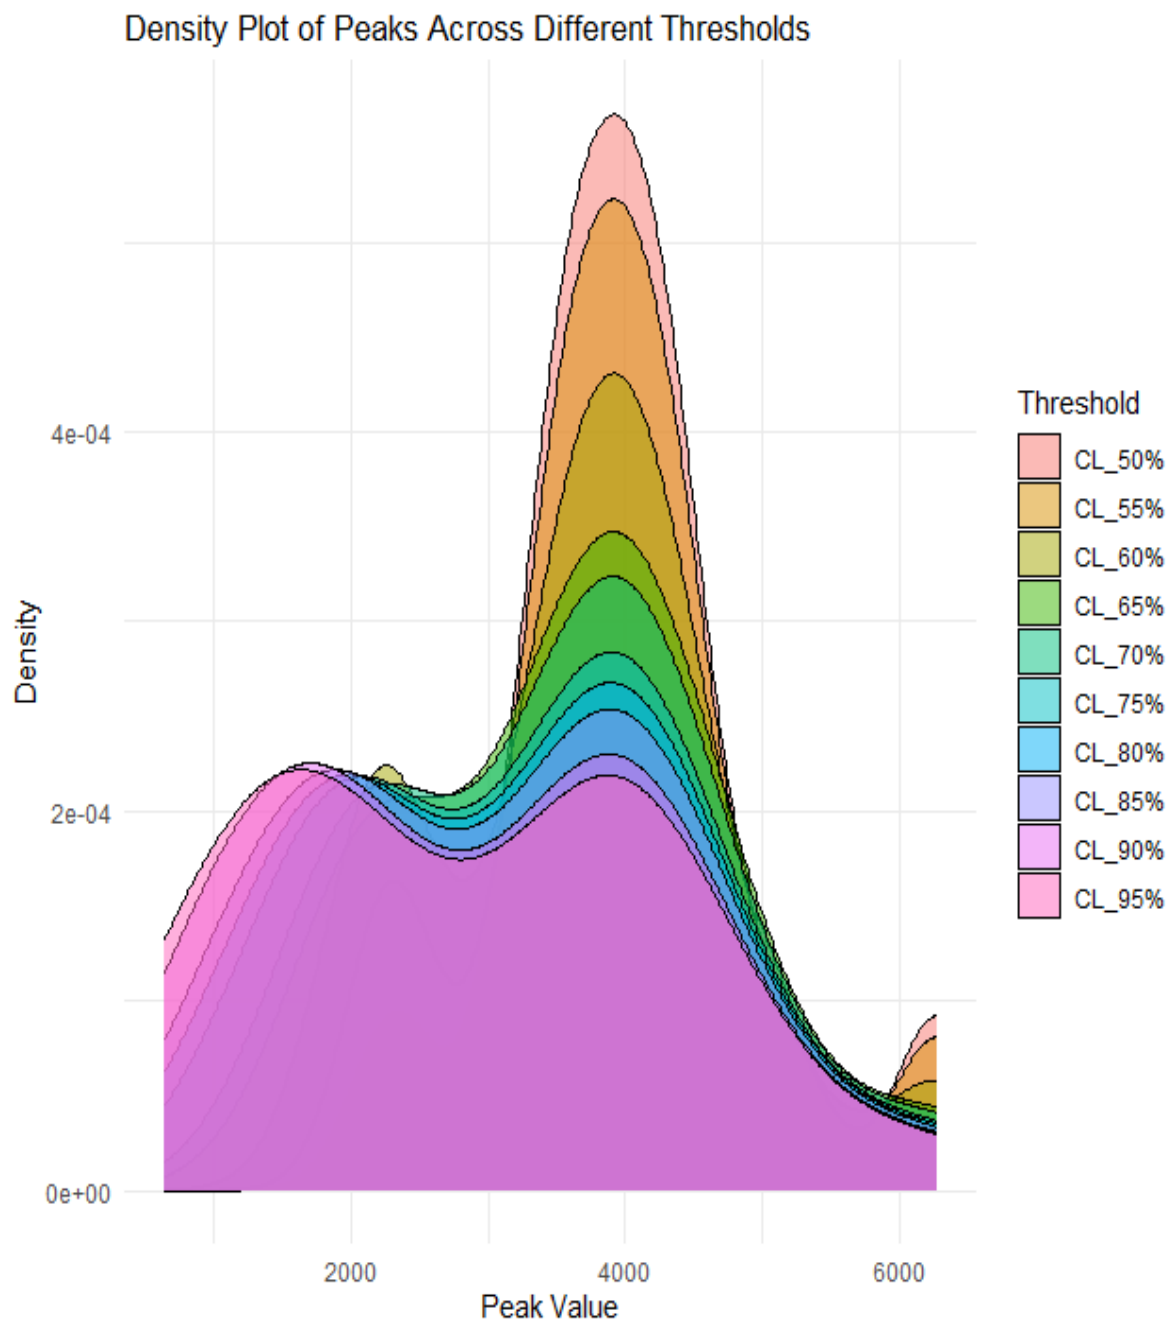 Density Plot of Peaks Across Different Thresholds
Density
4e-04
2e-04
0e+00
2000
4000
6000
Peak Value
Threshold
CL_50%
CL_55%
CL_60%
CL_65%
CL_70%
CL_75%
CL_80%
CL_85%
CL_90%
CL_95%